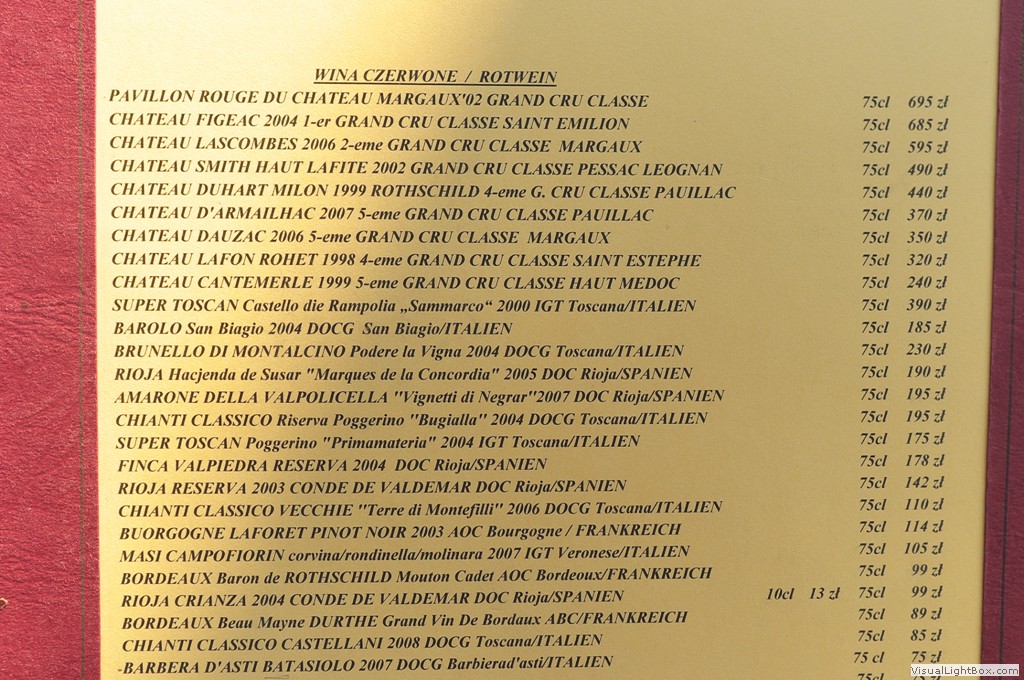 WINA CZERWONE / ROTWEIN
PAVILLON ROUGE DU CHATEAU MARGAUX'02 GRAND CRU CLASSE 75cl 695 zł
CHATEAU FIGEAC 2004 1-er GRAND CRU CLASSE SAINT EMILION 75cl 685 zł
CHATEAU LASCOMBES 2006 2-eme GRAND CRU CLASSE MARGAUX 75cl 595 zł
CHATEAU SMITH HAUT LAFITE 2002 GRAND CRU CLASSE PESSAC LEOGNAN 75cl 490 zł
CHATEAU DUHART MILON 1999 ROTHSCHILD 4-eme G. CRU CLASSE PAUILLAC 75cl 440 zł
CHATEAU D'ARMAILHAC 2007 5-eme GRAND CRU CLASSE PAUILLAC 75cl 370 zł
CHATEAU DAUZAC 2006 5-eme GRAND CRU CLASSE MARGAUX 75cl 350 zł
CHATEAU LAFON ROHET 1998 4-eme GRAND CRU CLASSE SAINT ESTEPHE 75cl 320 zł
CHATEAU CANTEMERLE 1999 5-eme GRAND CRU CLASSE HAUT MEDOC 75cl 240 zł
SUPER TOSCAN Castello die Rampolia „Sammarco“ 2000 IGT Toscana/ITALIEN 75cl 390 zł
BAROLO San Biagio 2004 DOCG San Biagio/ITALIEN 75cl 185 zł
BRUNELLO DI MONTALCINO Podere la Vigna 2004 DOCG Toscana/ITALIEN 75cl 230 zł
RIOJA Hacjenda de Susar "Marques de la Concordia" 2005 DOC Rioja/SPANIEN 75cl 190 zł
AMARONE DELLA VALPOLICELLA "Vignetti di Negrar"2007 DOC Rioja/SPANIEN 75cl 195 zł
CHIANTI CLASSICO Riserva Poggerino "Bugialla" 2004 DOCG Toscana/ITALIEN 75cl 195 zł
SUPER TOSCAN Poggerino "Primamateria" 2004 IGT Toscana/ITALIEN 75cl 175 zł
FINCA VALPIEDRA RESERVA 2004 DOC Rioja/SPANIEN 75cl 178 zł
RIOJA RESERVA 2003 CONDE DE VALDEMAR DOC Rioja/SPANIEN 75cl 142 zł
CHIANTI CLASSICO VECCHIE "Terre di Montefilli" 2006 DOCG Toscana/ITALIEN 75cl 110 zł
BUORGOGNE LAFORET PINOT NOIR 2003 AOC Bourgogne / FRANKREICH 75cl 114 zł
MASI CAMPOFIORIN corvina/rondinella/molinara 2007 IGT Veronese/ITALIEN 75cl 105 zł
BORDEAUX Baron de ROTHSCHILD Mouton Cadet AOC Bordeoux/FRANKREICH 75cl 99 zł
RIOJA CRIANZA 2004 CONDE DE VALDEMAR DOC Rioja/SPANIEN 10cl 13 zł 75cl 99 zł
BORDEAUX Beau Mayne DURTHE Grand Vin De Bordaux ABC/FRANKREICH 75cl 89 zł
CHIANTI CLASSICO CASTELLANI 2008 DOCG Toscana/ITALIEN 75cl 85 zł
-BARBERA D'ASTI BATASIOLO 2007 DOCG Barbierad'asti/ITALIEN 75 cl 75 zł
75cl
VisualLightBox.com